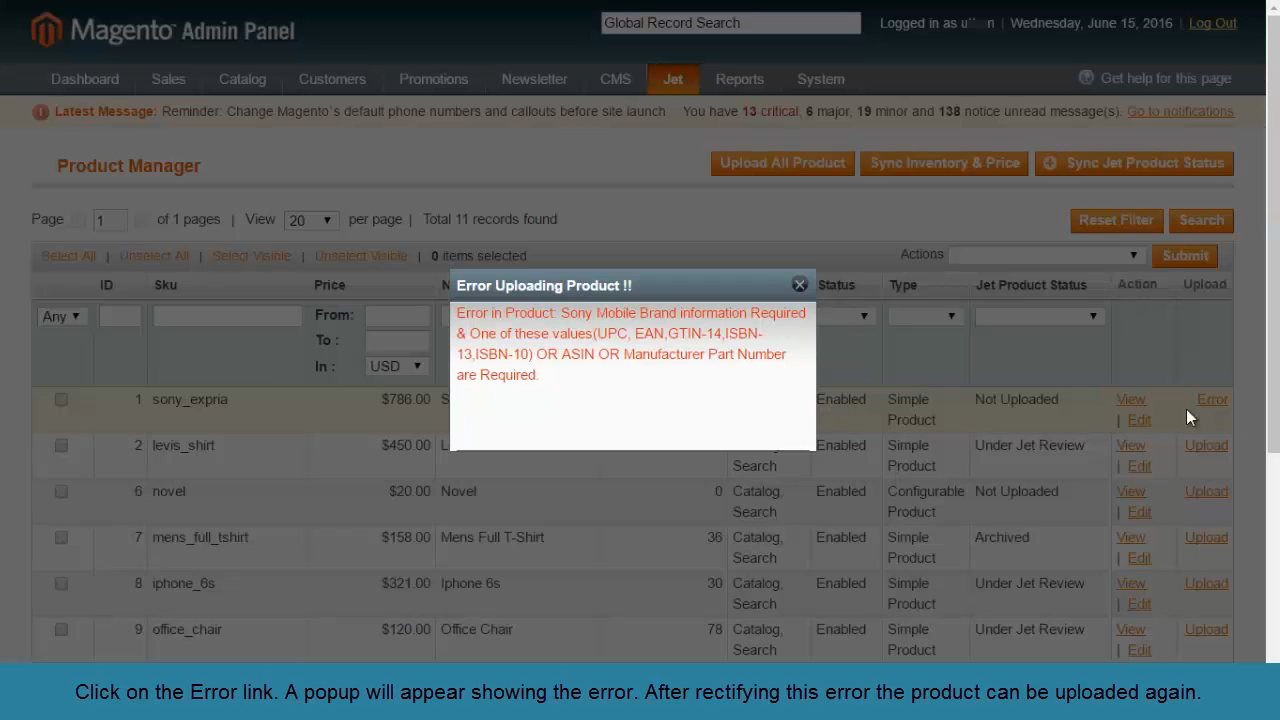 Magento Admin Panel
Global Record Search
Logged in as
Wednesday, June 15, 2016 | Log Out
Dashboard Sales Catalog Customers Promotions Newsletter CMS Jet Reports System
Get help for this page
Latest Message: Reminder: Change Magento's default phone numbers and callouts before site launch You have 13 critical, 6 major, 19 minor and 138 notice unread message(s). Go to notifications
Product Manager
Upload All Product Sync Inventory & Price Sync Jet Product Status
Page 1 of 1 pages | View 20 per page | Total 11 records found
Reset Filter Search
Select All | Unselect All | Select Visible | Unselect Visible | 0 items selected
Actions Submit
ID Sku Price Status Type Jet Product Status Action Upload
Error Uploading Product !!
Error in Product: Sony Mobile Brand information Required
& One of these values(UPC, EAN,GTIN-14,ISBN-
13,ISBN-10) OR ASIN OR Manufacturer Part Number
are Required.
Any From:
To :
In : USD
1 sony_expria $786.00 Enabled Simple Product Not Uploaded View | Edit Error
2 levis_shirt $450.00 Search Enabled Simple Product Under Jet Review View | Edit Upload
6 novel $20.00 Novel 0 Catalog, Search Enabled Configurable Product Not Uploaded View | Edit Upload
7 mens_full_tshirt $158.00 Mens Full T-Shirt 36 Catalog, Search Enabled Simple Product Archived View | Edit Upload
8 iphone_6s $321.00 Iphone 6s 30 Catalog, Search Enabled Simple Product Under Jet Review View | Edit Upload
9 office_chair $120.00 Office Chair 78 Catalog, Search Enabled Simple Product Under Jet Review View | Edit Upload
Click on the Error link. A popup will appear showing the error. After rectifying this error the product can be uploaded again.